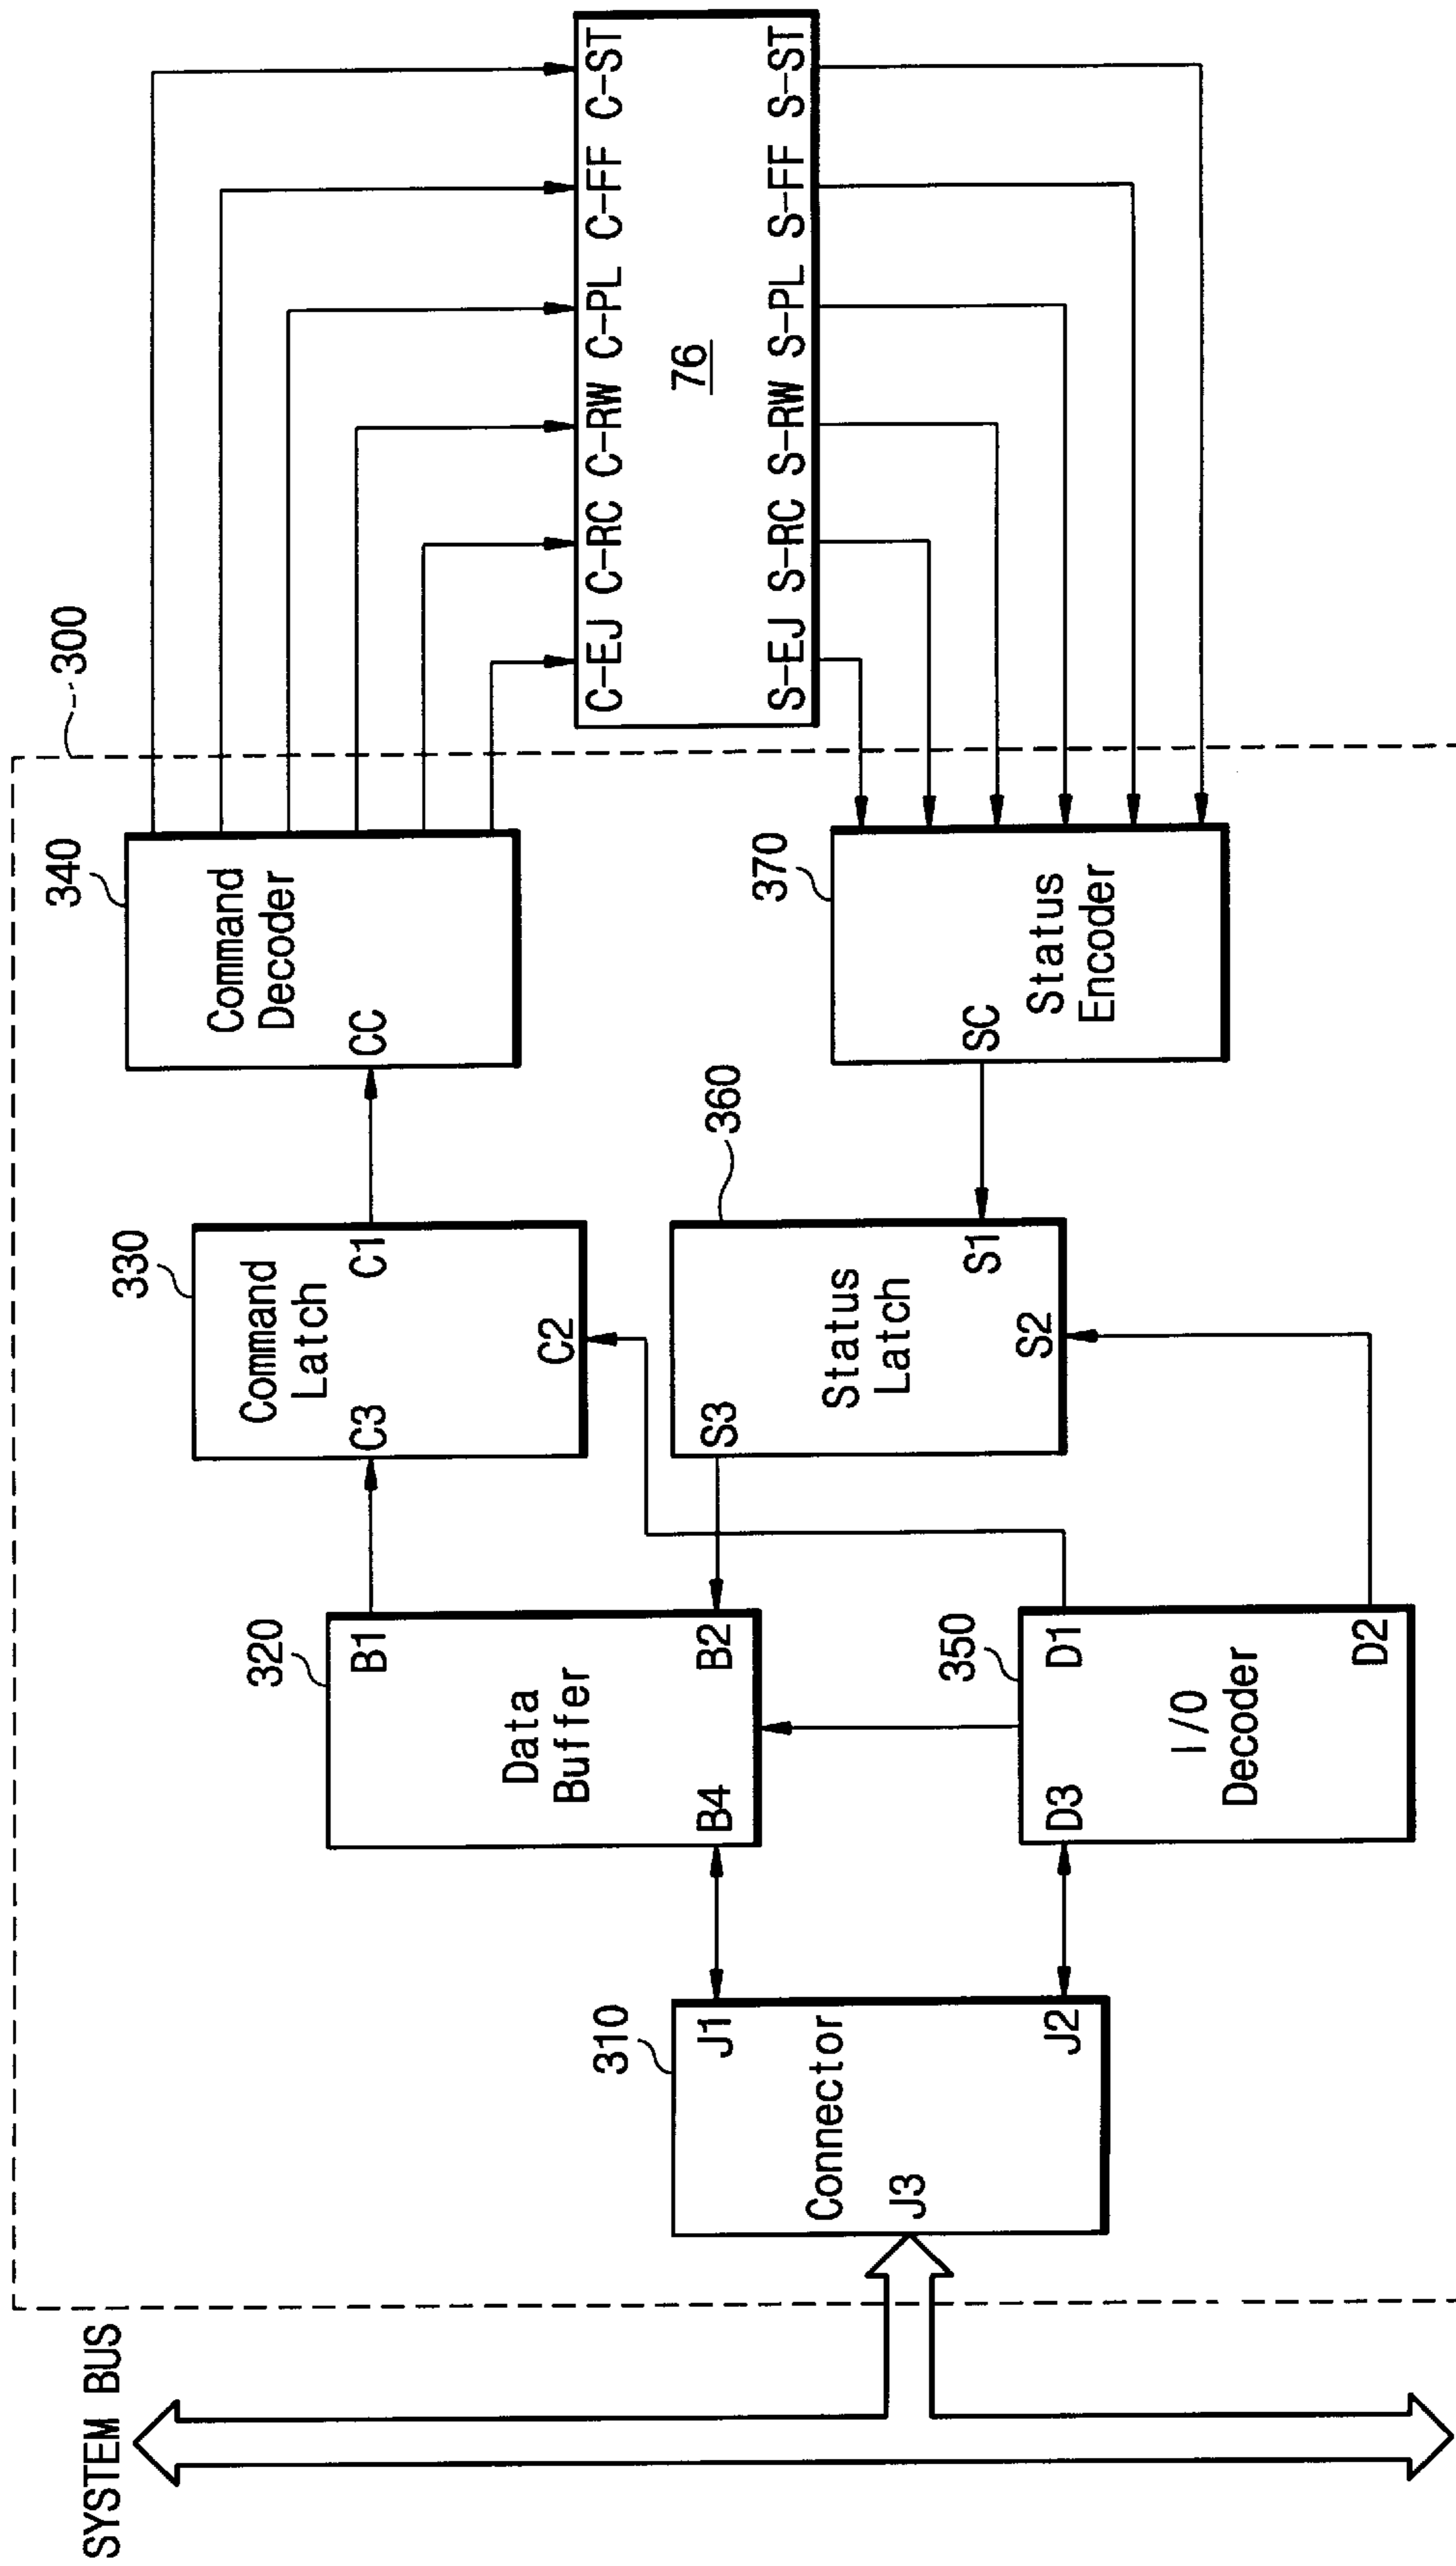 SYSTEM BUS
300
310
Connector
J1
J2
J3
320
Data
Buffer
B1
B2
B4
330
Command
Latch
C3
C1
C2
340
Command
Decoder
CC
350
I/O
Decoder
D1
D2
D3
360
Status
Latch
S3
S1
S2
370
Status
Encoder
SC
C-EJ C-RC C-RW C-PL C-FF C-ST
76
S-EJ S-RC S-RW S-PL S-FF S-ST